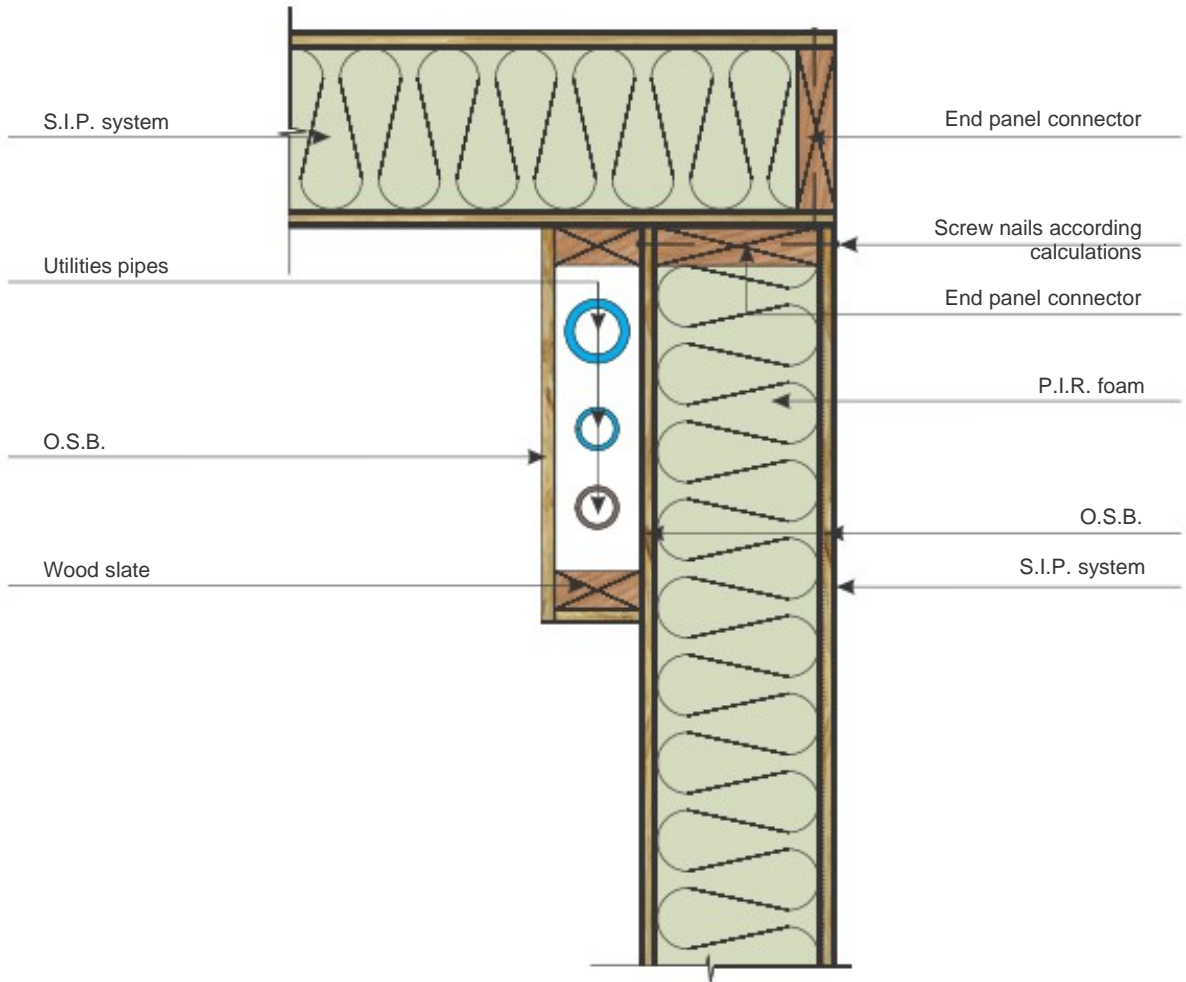 S.I.P. system
Utilities pipes
O.S.B.
Wood slate
End panel connector
Screw nails according
calculations
End panel connector
P.I.R. foam
O.S.B.
S.I.P. system